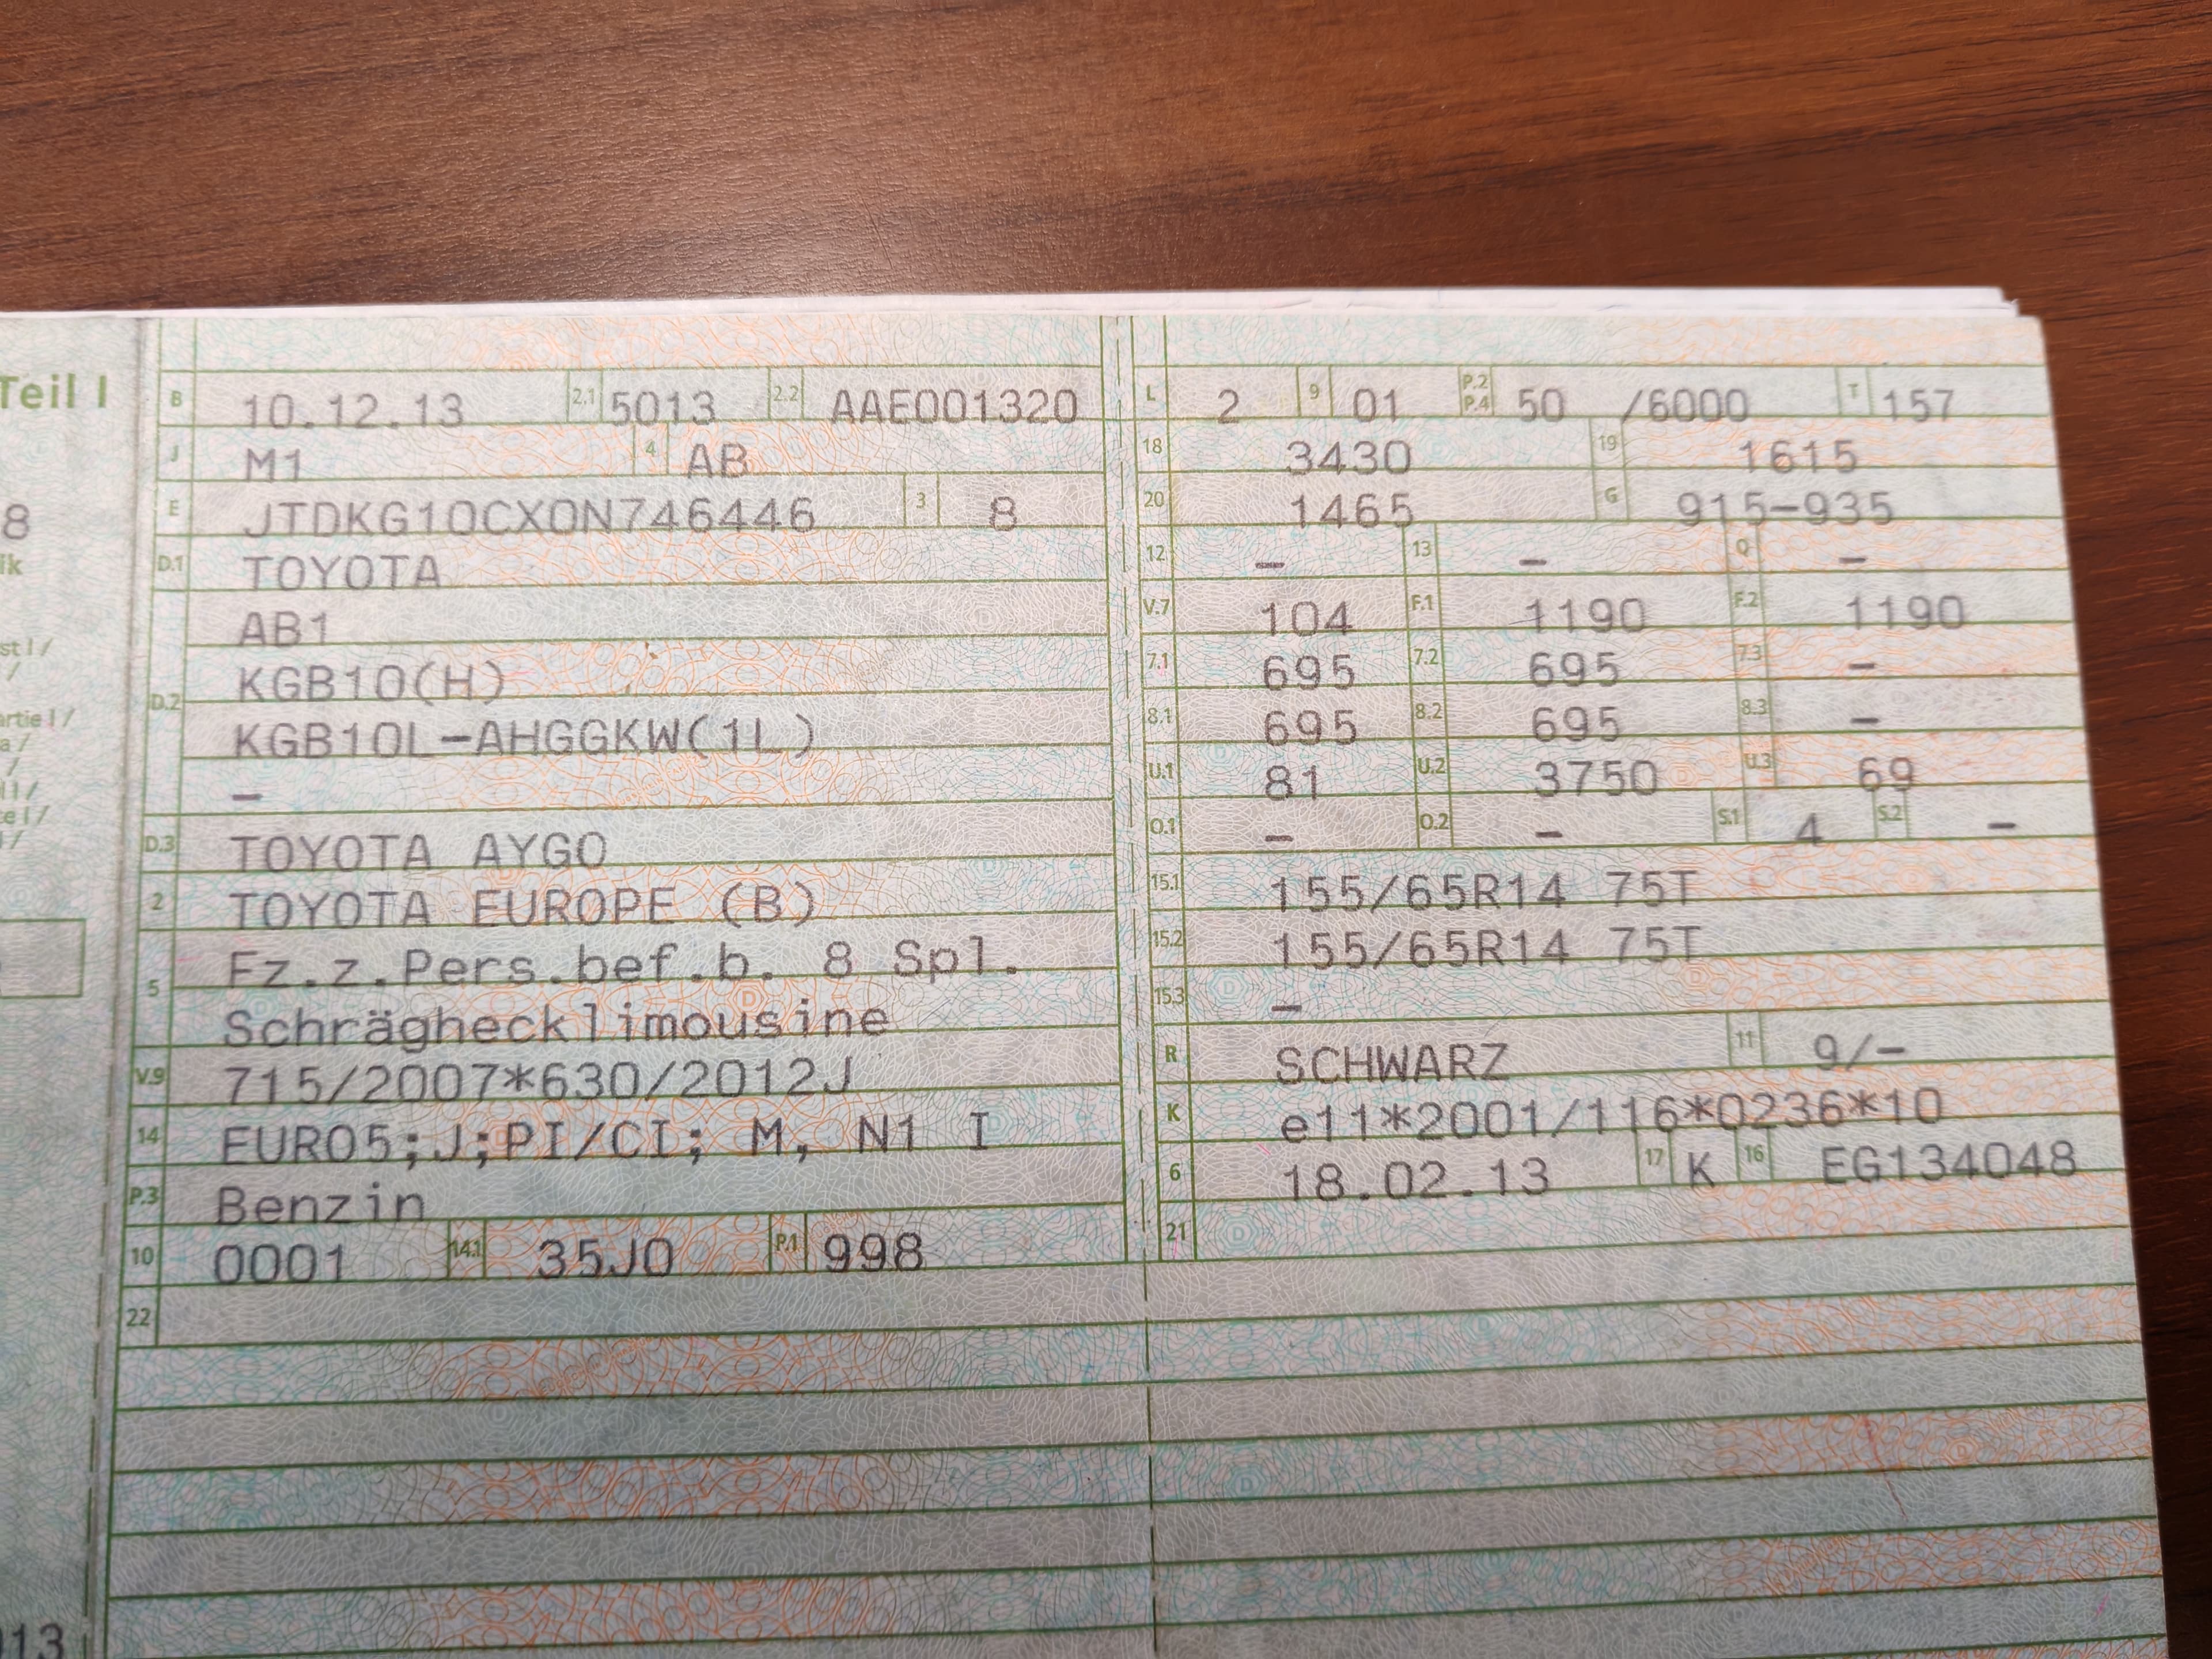 Teil I
8
ik
st I /
/
artie I /
a /
/
l I /
te I /
I /
013
B 10.12.13 2.1 5013 2.2 AAE001320
J M1 4 AB
E JTDKG10CX0N746446 3 8
D.1 TOYOTA
AB1
D.2 KGB10(H)
KGB10L-AHGGKW(1L)
-
D.3 TOYOTA AYGO
2 TOYOTA EUROPE (B)
5 Fz.z.Pers.bef.b. 8 Spl.
Schräghecklimousine
V.9 715/2007*630/2012J
14 EURO5;J;PI/CI; M, N1 I
P.3 Benzin
10 0001 14.1 35J0 P.1 998
22
L 2 9 01 P.2 P.4 50 /6000 T 157
18 3430 19 1615
20 1465 G 915-935
12 - 13 - Q -
V.7 104 F.1 1190 F.2 1190
7.1 695 7.2 695 7.3 -
8.1 695 8.2 695 8.3 -
U.1 81 U.2 3750 U.3 69
O.1 - O.2 - S.1 4 S.2 -
15.1 155/65R14 75T
15.2 155/65R14 75T
15.3 -
R SCHWARZ 11 9/-
K e11*2001/116*0236*10
6 18.02.13 17 K 16 EG134048
21